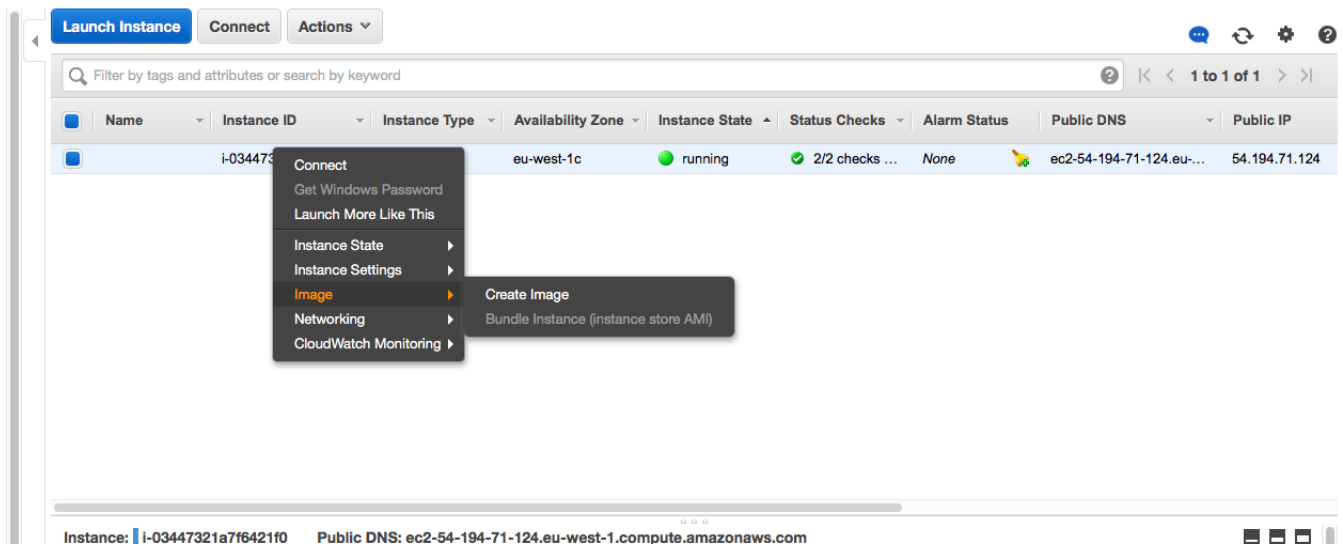 Launch Instance Connect Actions
Filter by tags and attributes or search by keyword 1 to 1 of 1
Name Instance ID Instance Type Availability Zone Instance State Status Checks Alarm Status Public DNS Public IP
i-03447 eu-west-1c running 2/2 checks ... None ec2-54-194-71-124.eu-... 54.194.71.124
Connect
Get Windows Password
Launch More Like This
Instance State
Instance Settings
Image Create Image
Networking Bundle Instance (instance store AMI)
CloudWatch Monitoring
Instance: i-03447321a7f6421f0 Public DNS: ec2-54-194-71-124.eu-west-1.compute.amazonaws.com